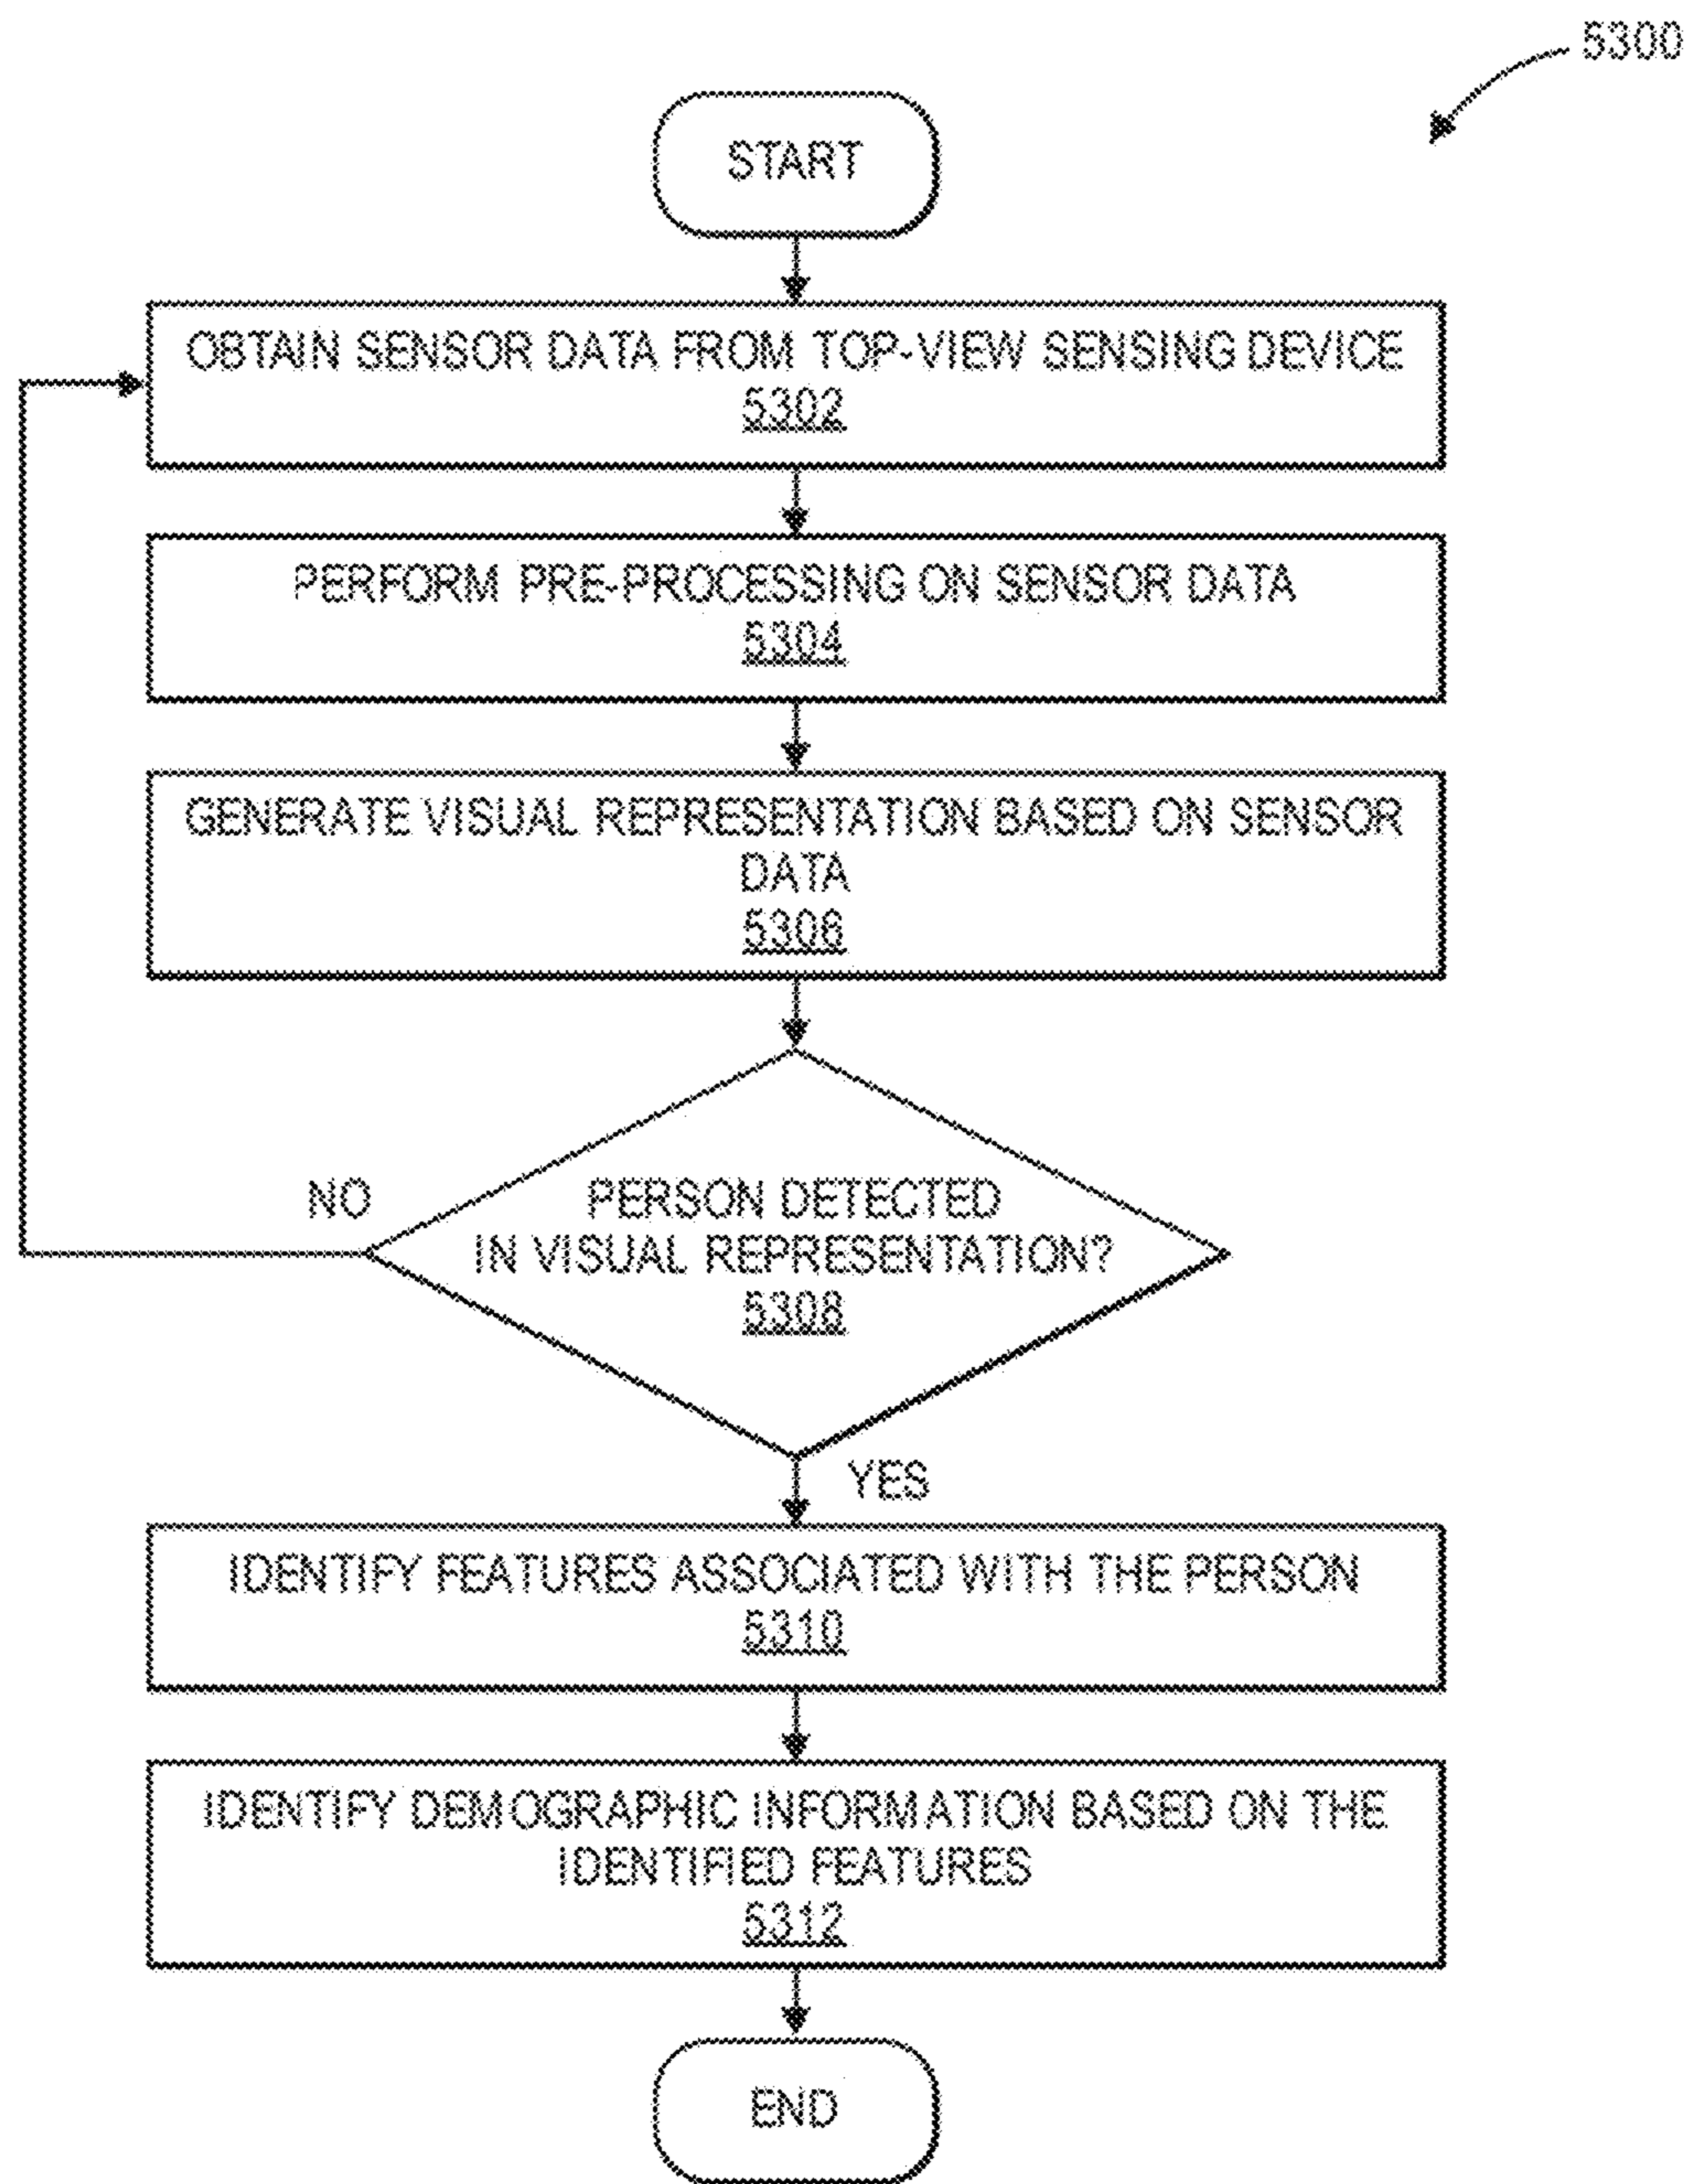 5300
START
OBTAIN SENSOR DATA FROM TOP-VIEW SENSING DEVICE
5302
PERFORM PRE-PROCESSING ON SENSOR DATA
5304
GENERATE VISUAL REPRESENTATION BASED ON SENSOR
DATA
5306
NO
PERSON DETECTED
IN VISUAL REPRESENTATION?
5308
YES
IDENTIFY FEATURES ASSOCIATED WITH THE PERSON
5310
IDENTIFY DEMOGRAPHIC INFORMATION BASED ON THE
IDENTIFIED FEATURES
5312
END